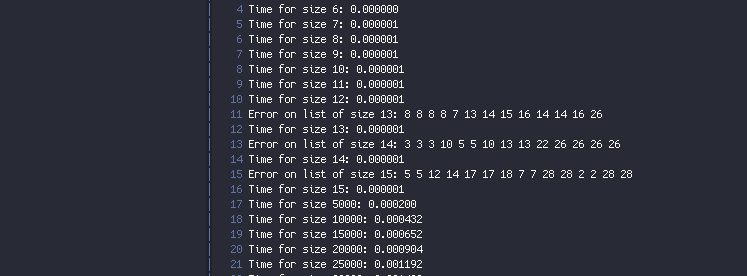 4 Time for size 6: 0.000000
5 Time for size 7: 0.000001
6 Time for size 8: 0.000001
7 Time for size 9: 0.000001
8 Time for size 10: 0.000001
9 Time for size 11: 0.000001
10 Time for size 12: 0.000001
11 Error on list of size 13: 8 8 8 8 7 13 14 15 16 14 14 16 26
12 Time for size 13: 0.000001
13 Error on list of size 14: 3 3 3 10 5 5 10 13 13 22 26 26 26 26
14 Time for size 14: 0.000001
15 Error on list of size 15: 5 5 12 14 17 17 18 7 7 28 28 2 2 28 28
16 Time for size 15: 0.000001
17 Time for size 5000: 0.000200
18 Time for size 10000: 0.000432
19 Time for size 15000: 0.000652
20 Time for size 20000: 0.000904
21 Time for size 25000: 0.001192